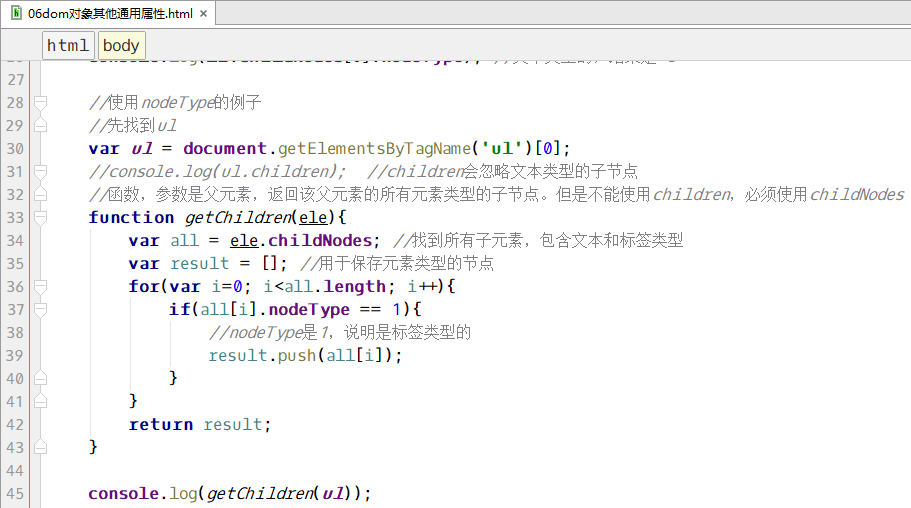 06dom对象其他通用属性.html ×
html body
27
28 //使用nodeType的例子
29 //先找到ul
30 var ul = document.getElementsByTagName('ul')[0];
31 //console.log(ul.children); //children会忽略文本类型的子节点
32 //函数，参数是父元素，返回该父元素的所有元素类型的子节点。但是不能使用children，必须使用childNodes
33 function getChildren(ele){
34 var all = ele.childNodes; //找到所有子元素，包含文本和标签类型
35 var result = []; //用于保存元素类型的节点
36 for(var i=0; i<all.length; i++){
37 if(all[i].nodeType == 1){
38 //nodeType是1，说明是标签类型的
39 result.push(all[i]);
40 }
41 }
42 return result;
43 }
44
45 console.log(getChildren(ul));